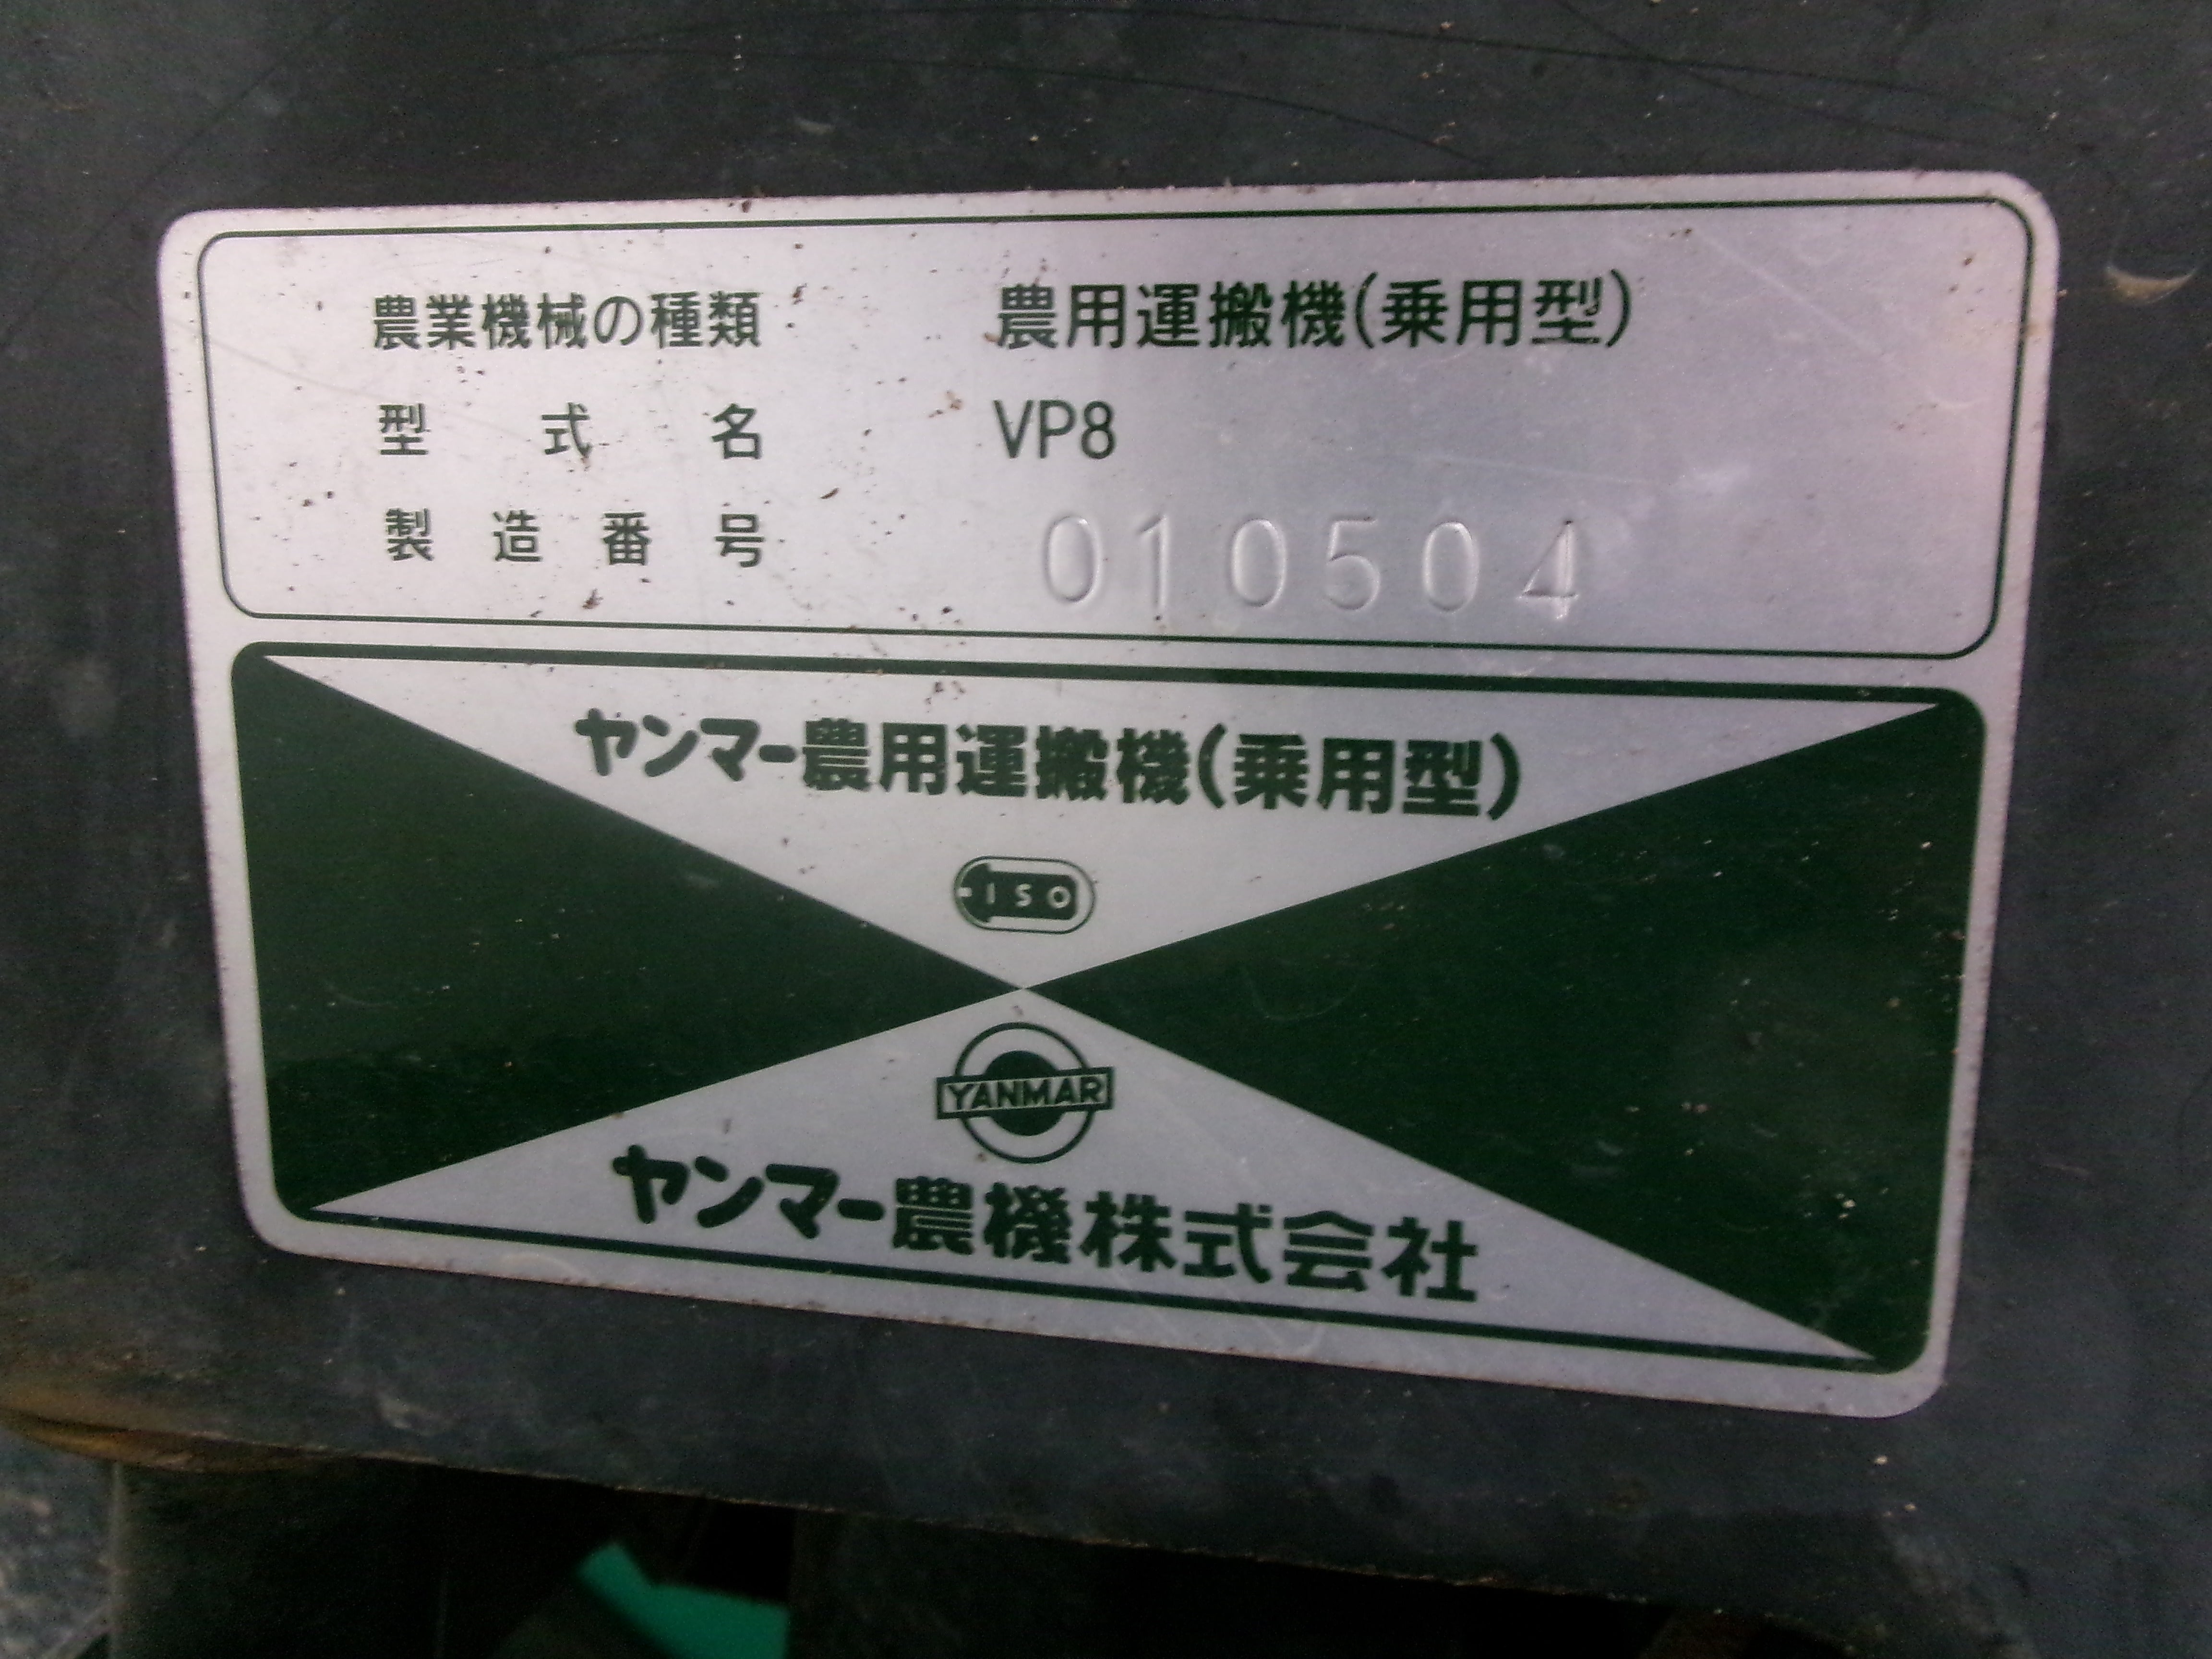 農業機械の種類 農用運搬機(乗用型)
型式名 VP8
製造番号 010504
ヤンマー農用運搬機(乗用型)
ISO
YANMAR
ヤンマー農機株式会社